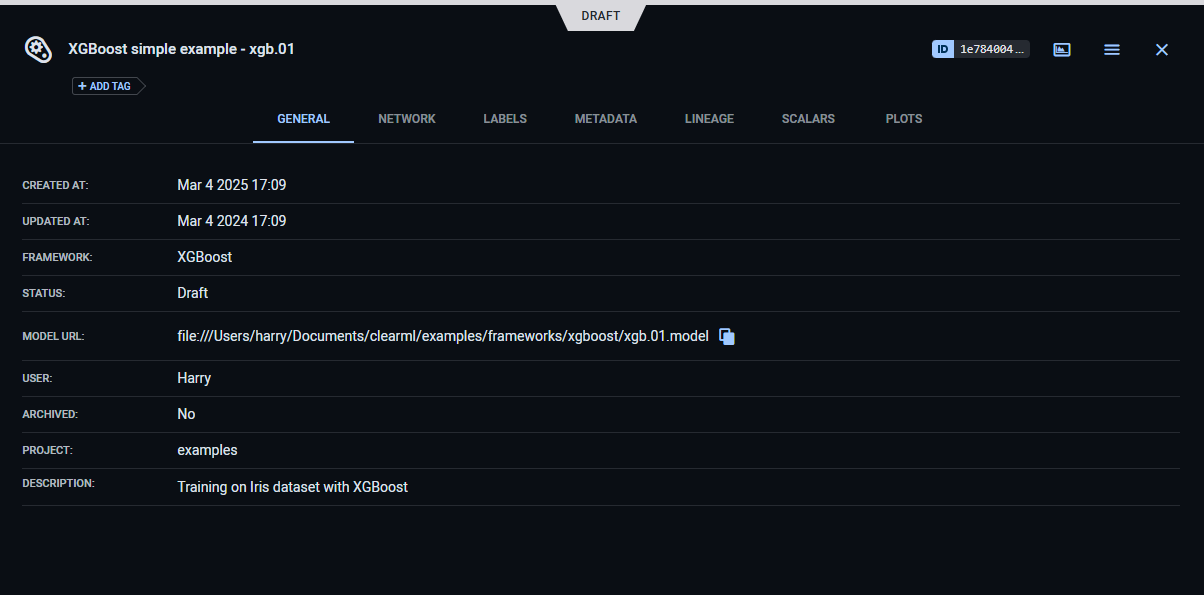 DRAFT
XGBoost simple example - xgb.01
ID 1e784004...
+ ADD TAG
GENERAL NETWORK LABELS METADATA LINEAGE SCALARS PLOTS
CREATED AT: Mar 4 2025 17:09
UPDATED AT: Mar 4 2024 17:09
FRAMEWORK: XGBoost
STATUS: Draft
MODEL URL: file:///Users/harry/Documents/clearml/examples/frameworks/xgboost/xgb.01.model
USER: Harry
ARCHIVED: No
PROJECT: examples
DESCRIPTION: Training on Iris dataset with XGBoost